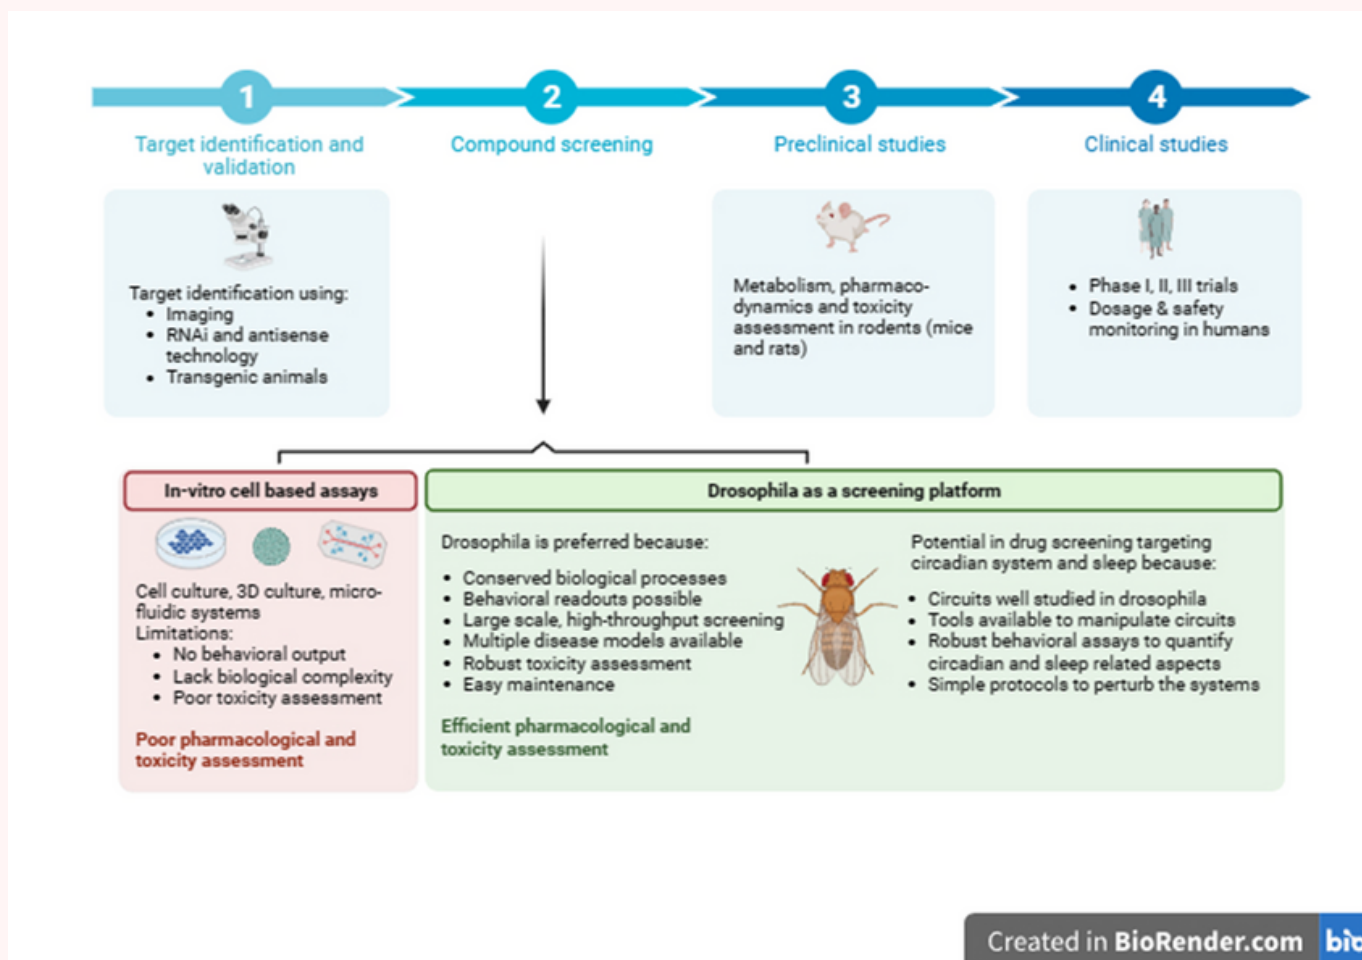 1
2
3
4
Target identification and
validation
Compound screening
Preclinical studies
Clinical studies
Target identification using:
• Imaging
• RNAi and antisense
technology
• Transgenic animals
Metabolism, pharmaco-
dynamics and toxicity
assessment in rodents (mice
and rats)
• Phase I, II, III trials
• Dosage & safety
monitoring in humans
In-vitro cell based assays
Cell culture, 3D culture, micro-
fluidic systems
Limitations:
• No behavioral output
• Lack biological complexity
• Poor toxicity assessment
Poor pharmacological and
toxicity assessment
Drosophila as a screening platform
Drosophila is preferred because:
• Conserved biological processes
• Behavioral readouts possible
• Large scale, high-throughput screening
• Multiple disease models available
• Robust toxicity assessment
• Easy maintenance
Efficient pharmacological and
toxicity assessment
Potential in drug screening targeting
circadian system and sleep because:
• Circuits well studied in drosophila
• Tools available to manipulate circuits
• Robust behavioral assays to quantify
circadian and sleep related aspects
• Simple protocols to perturb the systems
Created in BioRender.com